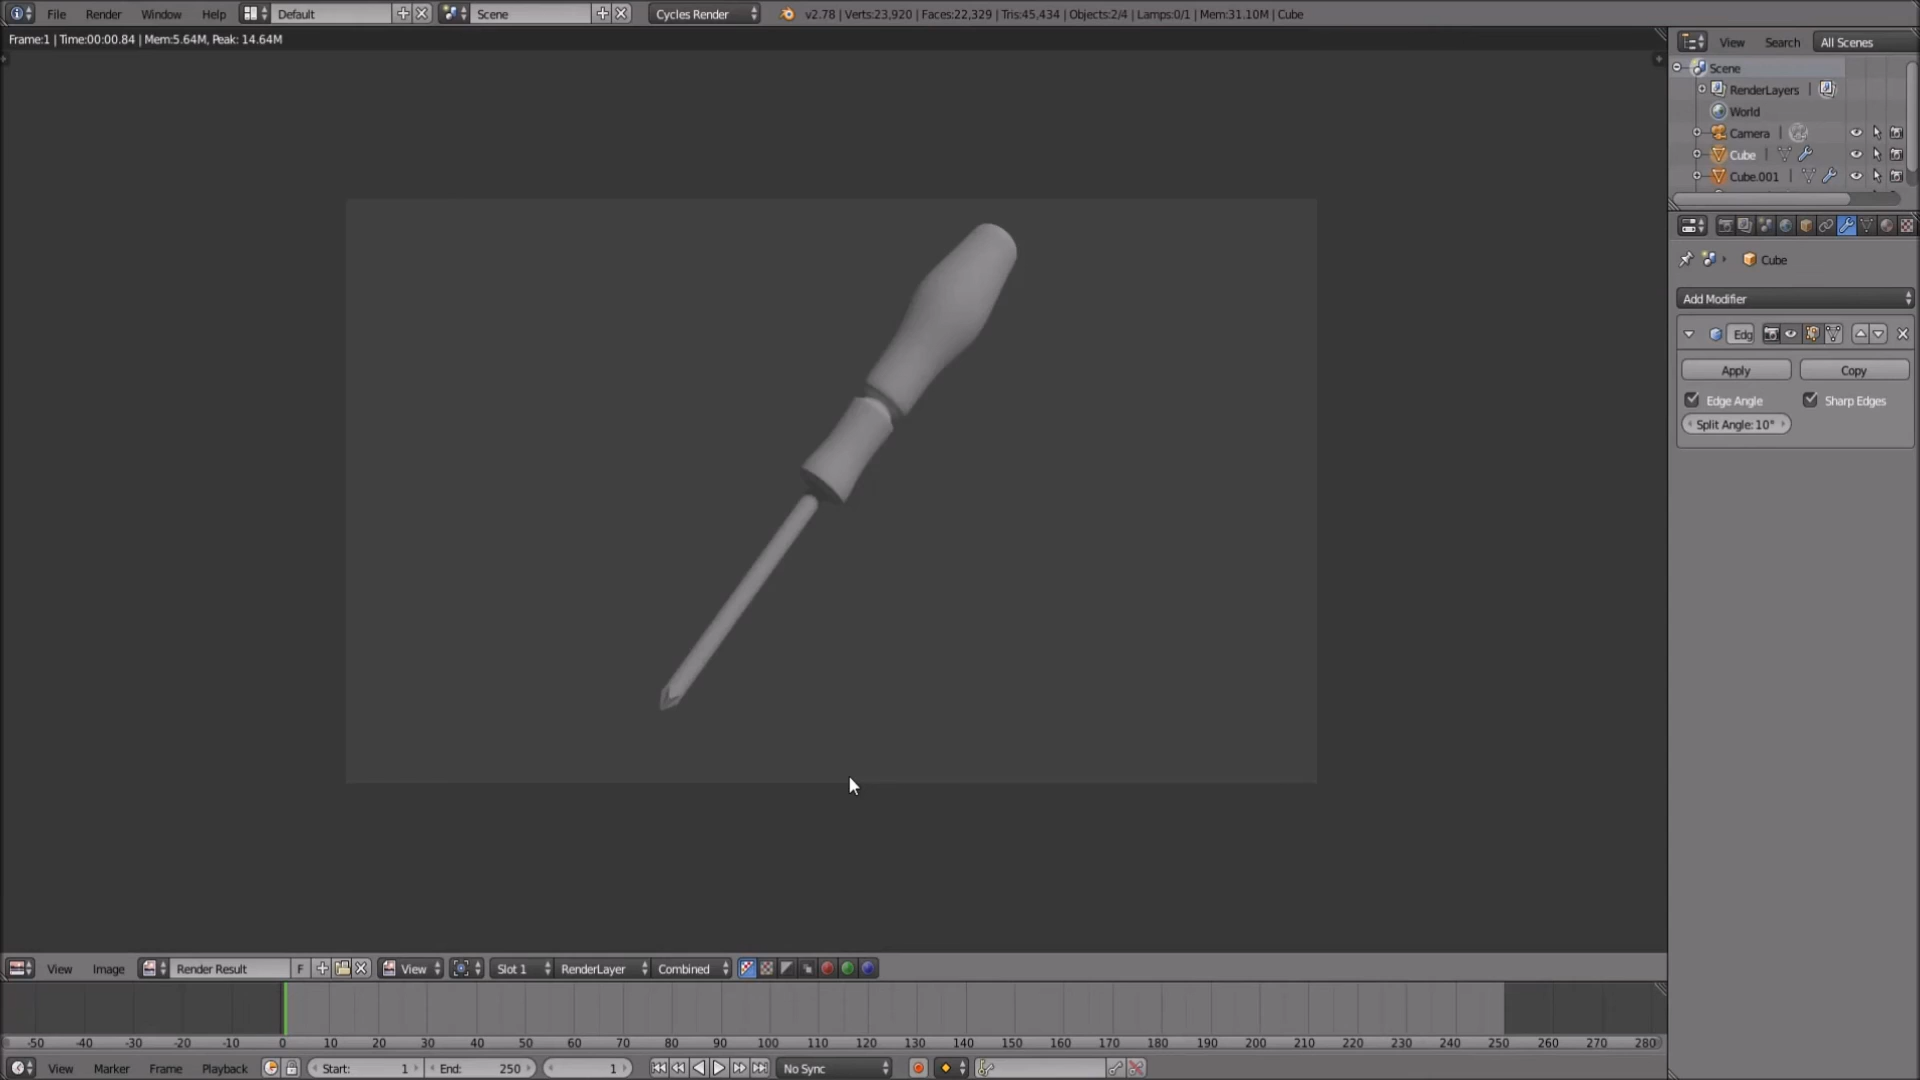 File Render Window Help Default Scene Cycles Render v2.78 | Verts:23,920 | Faces:22,329 | Tris:45,434 | Objects:2/4 | Lamps:0/1 | Mem:31.10M | Cube
Frame:1 | Time:00:00.84 | Mem:5.64M, Peak: 14.64M
View Search All Scenes
Scene
RenderLayers |
World
Camera |
Cube |
Cube.001 |
Cube
Add Modifier
Edg
Apply Copy
Edge Angle Sharp Edges
Split Angle: 10°
View Image Render Result F View Slot 1 RenderLayer Combined
-50 -40 -30 -20 -10 0 10 20 30 40 50 60 70 80 90 100 110 120 130 140 150 160 170 180 190 200 210 220 230 240 250 260 270 280
View Marker Frame Playback Start: 1 End: 250 1 No Sync